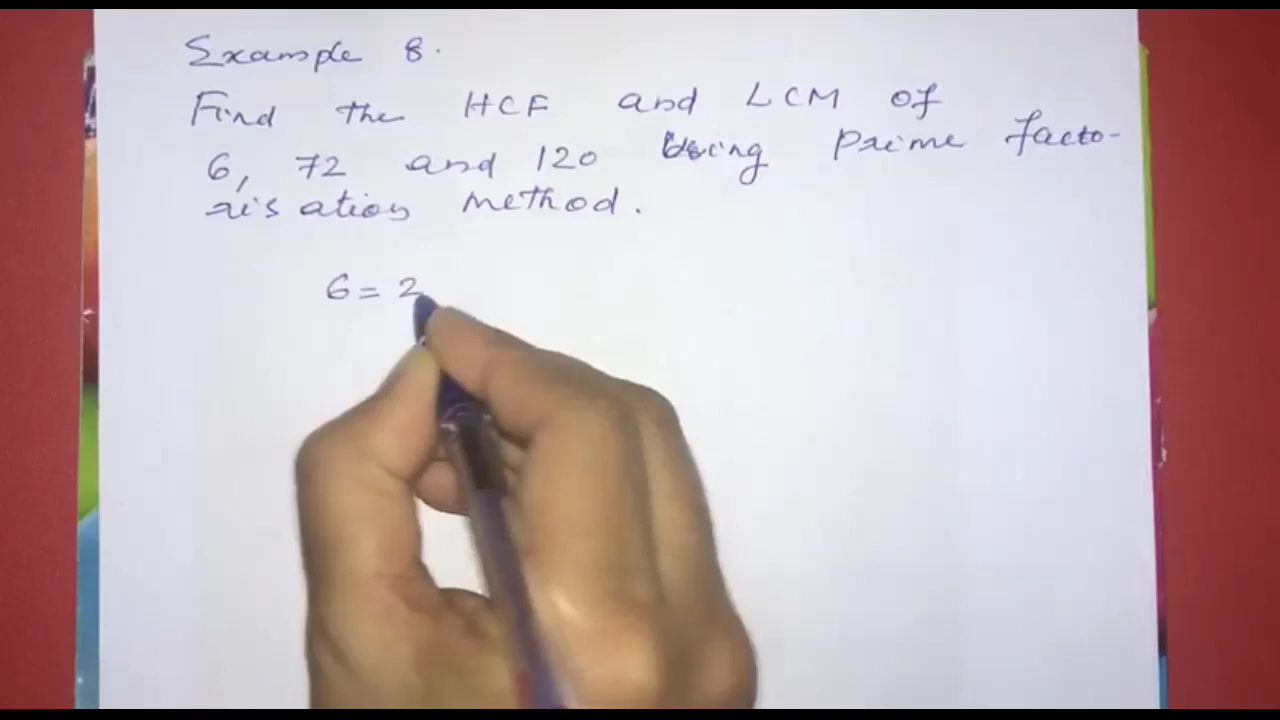 Example 8.
Find the HCF and LCM of
6, 72 and 120 Using prime facto-
risation method.
6 = 2